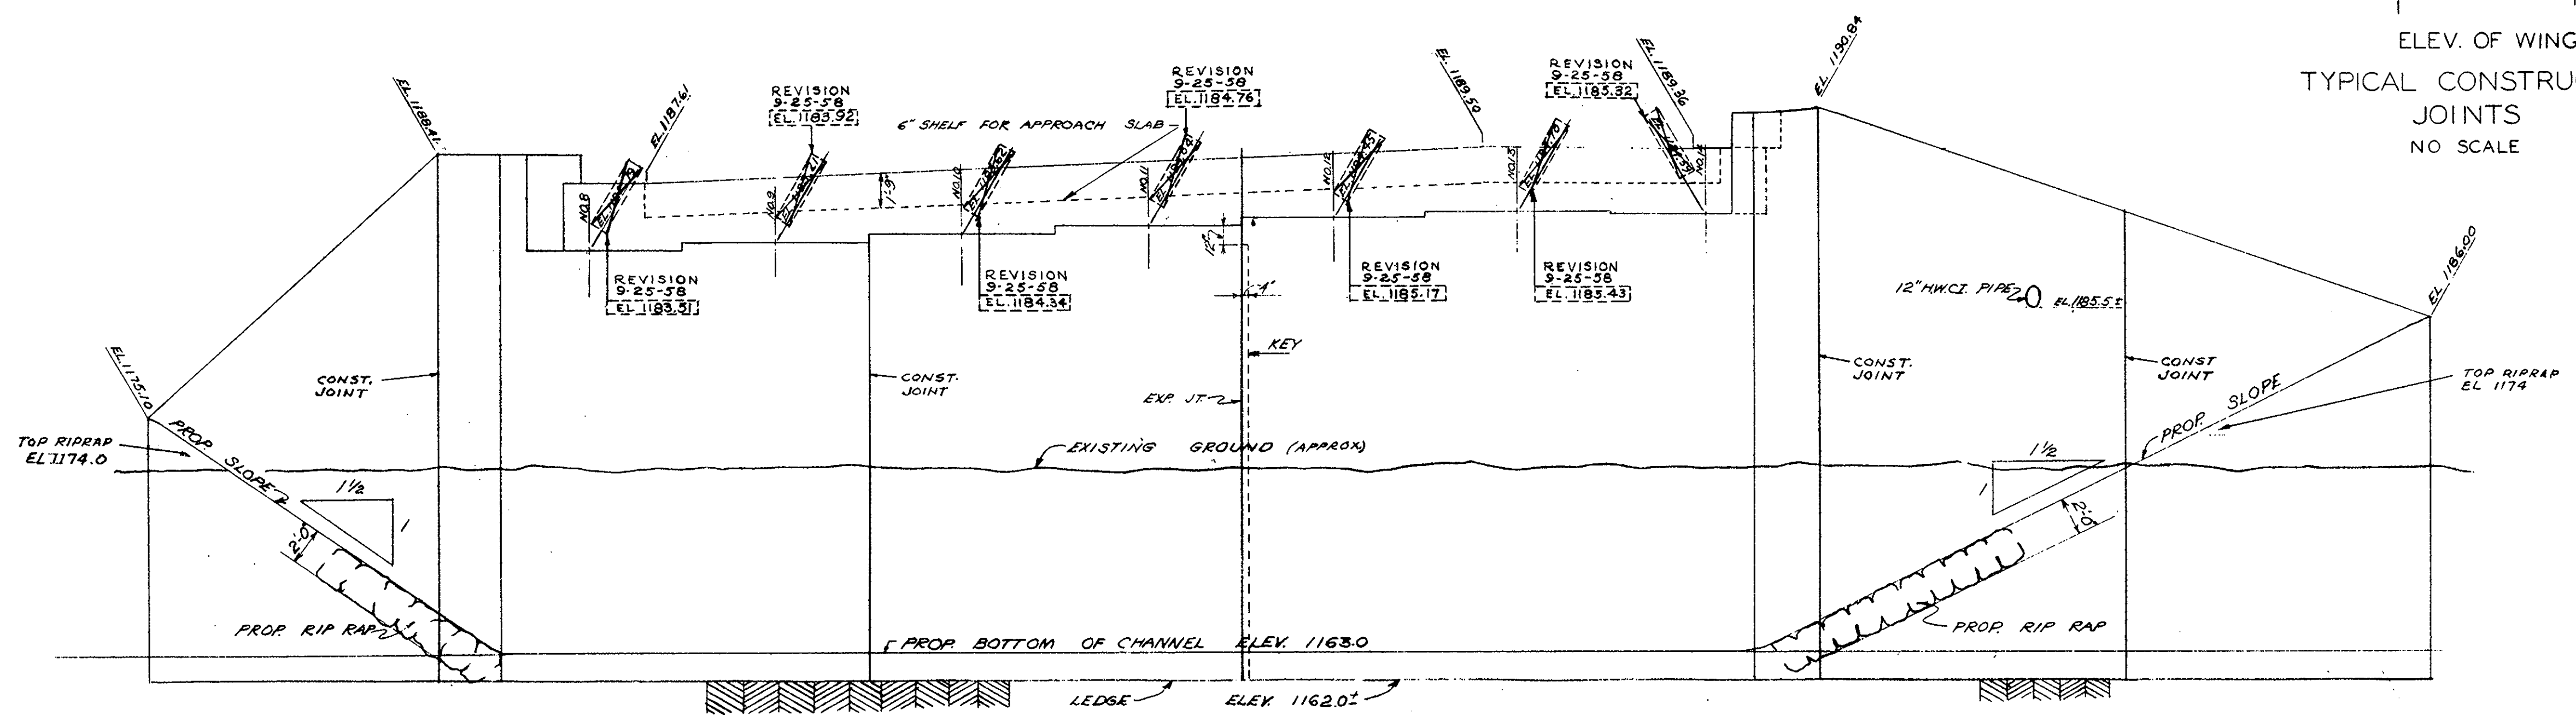 ELEV. OF WING
TYPICAL CONSTRU
JOINTS
NO SCALE
EL. 1188.41
EL. 1187.61
REVISION
9-25-58
EL. 1183.92
6" SHELF FOR APPROACH SLAB
REVISION
9-25-58
EL. 1184.76
EL. 1189.50
REVISION
9-25-58
EL. 1185.32
EL. 1189.36
EL. 1190.84
NO.8
NO.9
1'-9"
NO.10
NO.11
NO.12
NO.13
NO.14
12"
REVISION
9-25-58
EL. 1183.51
REVISION
9-25-58
EL. 1184.34
4"
REVISION
9-25-58
EL. 1185.17
REVISION
9-25-58
EL. 1185.43
12" H.W.C.I. PIPE
EL. 1185.5±
EL. 1186.00
EL. 1175.10
CONST.
JOINT
CONST.
JOINT
KEY
EXP. JT.
CONST.
JOINT
CONST
JOINT
TOP RIPRAP
EL 1174
TOP RIPRAP
EL 1174.0
PROP. SLOPE
EXISTING GROUND (APPROX)
PROP. SLOPE
1 1/2
1
2'-0"
1 1/2
1
2'-0"
PROP. RIP RAP
PROP. BOTTOM OF CHANNEL ELEV. 1163.0
PROP. RIP RAP
LEDGE
ELEV. 1162.0±